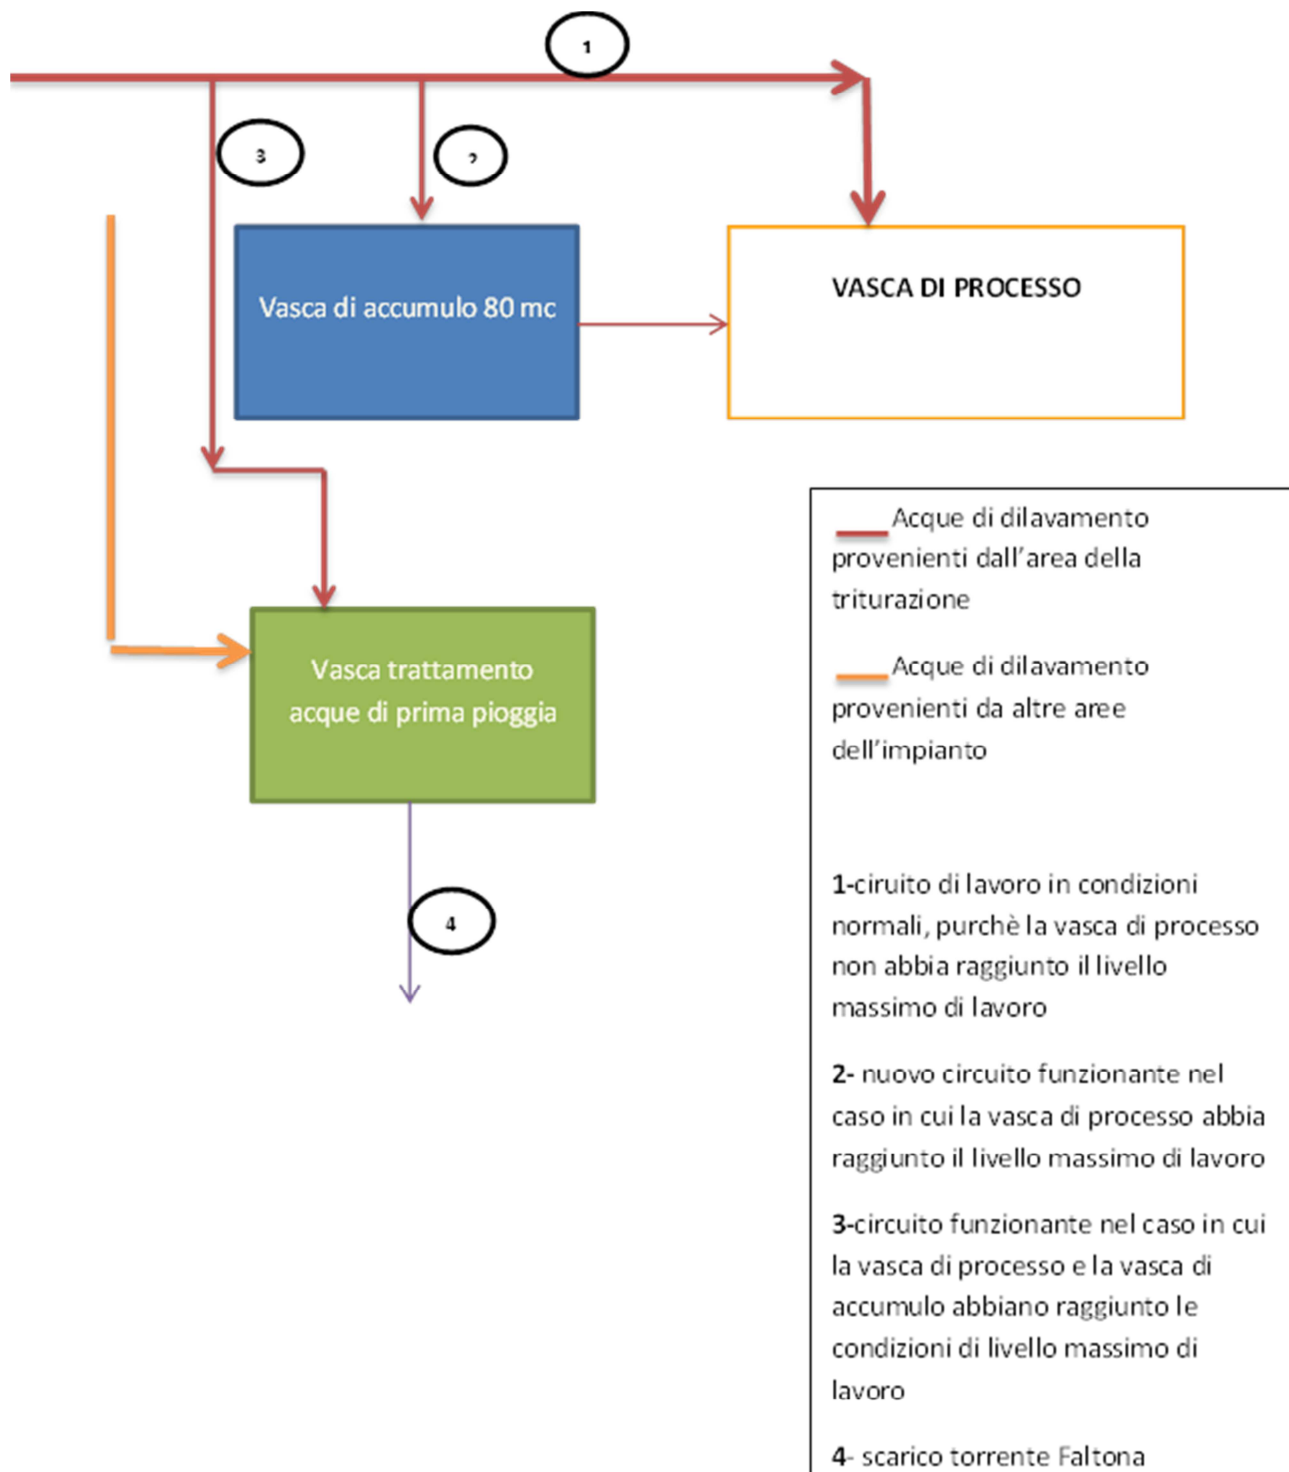 1
3
2
Vasca di accumulo 80 mc
VASCA DI PROCESSO
Vasca trattamento
acque di prima pioggia
4
Acque di dilavamento
provenienti dall'area della
triturazione
Acque di dilavamento
provenienti da altre aree
dell'impianto
1-ciruito di lavoro in condizioni
normali, purchè la vasca di processo
non abbia raggiunto il livello
massimo di lavoro
2- nuovo circuito funzionante nel
caso in cui la vasca di processo abbia
raggiunto il livello massimo di lavoro
3-circuito funzionante nel caso in cui
la vasca di processo e la vasca di
accumulo abbiano raggiunto le
condizioni di livello massimo di
lavoro
4- scarico torrente Faltona